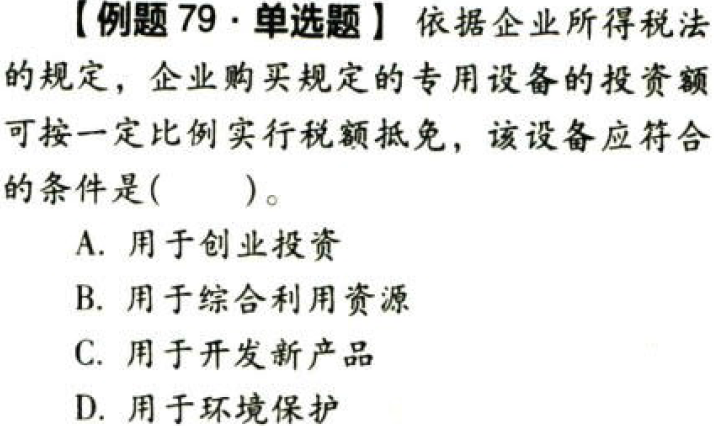 【例题 79·单选题】 依据企业所得税法
的规定，企业购买规定的专用设备的投资额
可按一定比例实行税额抵免，该设备应符合
的条件是(　　)。
A. 用于创业投资
B. 用于综合利用资源
C. 用于开发新产品
D. 用于环境保护